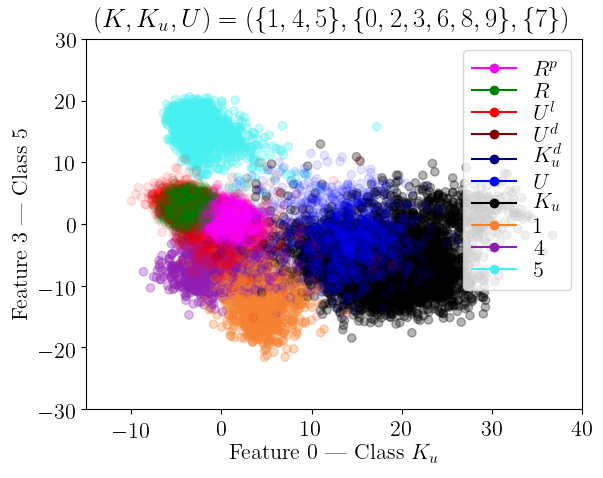 (K, K_u, U) = ({1, 4, 5}, {0, 2, 3, 6, 8, 9}, {7})
30
20
10
0
−10
−20
−30
Feature 3 — Class 5
R^p
R
U^l
U^d
K_u^d
U
K_u
1
4
5
−10
0
10
20
30
40
Feature 0 — Class K_u